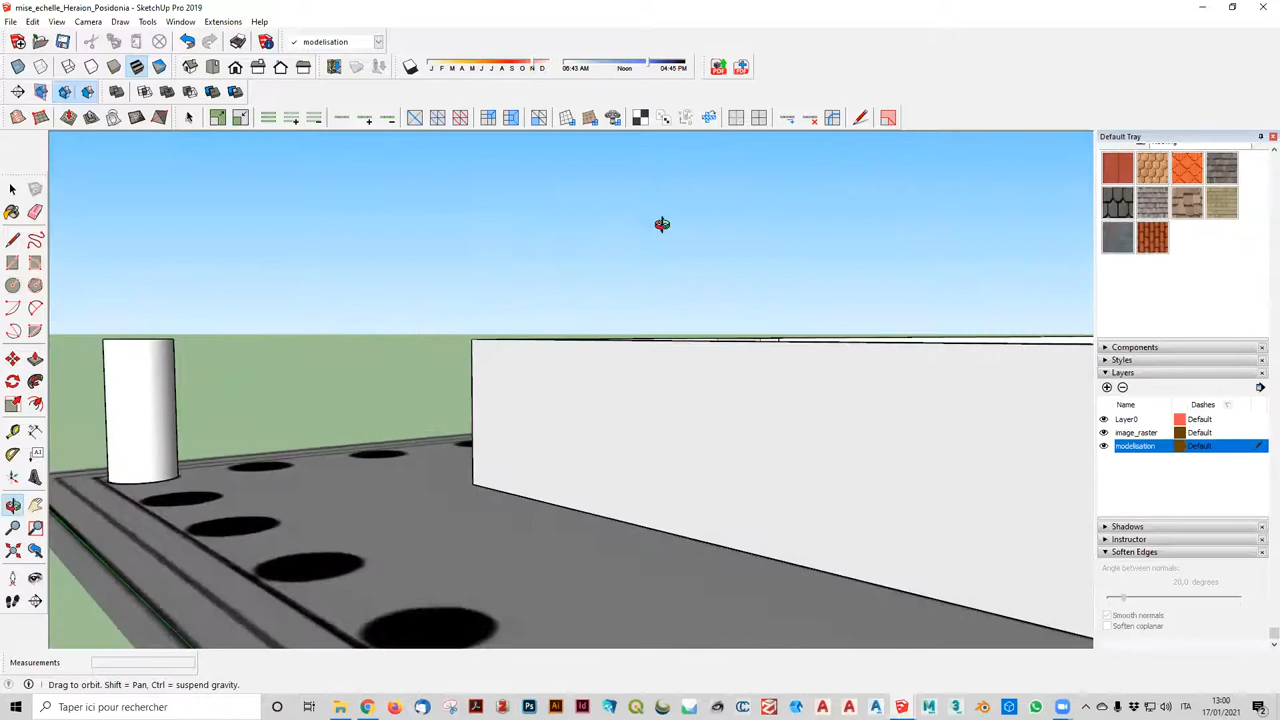 mise_echelle_Heraion_Posidonia - SketchUp Pro 2019
File Edit View Camera Draw Tools Window Extensions Help
✓ modelisation
J F M A M J J A S O N D
06:43 AM Noon 04:45 PM
PDF PDF
Default Tray
Components
Styles
Layers
Name Dashes
Layer0 Default
image_raster Default
modelisation Default
Shadows
Instructor
Soften Edges
Angle between normals:
20,0 degrees
Smooth normals
Soften coplanar
Measurements
Drag to orbit. Shift = Pan, Ctrl = suspend gravity.
Taper ici pour rechercher
ITA
13:00
17/01/2021